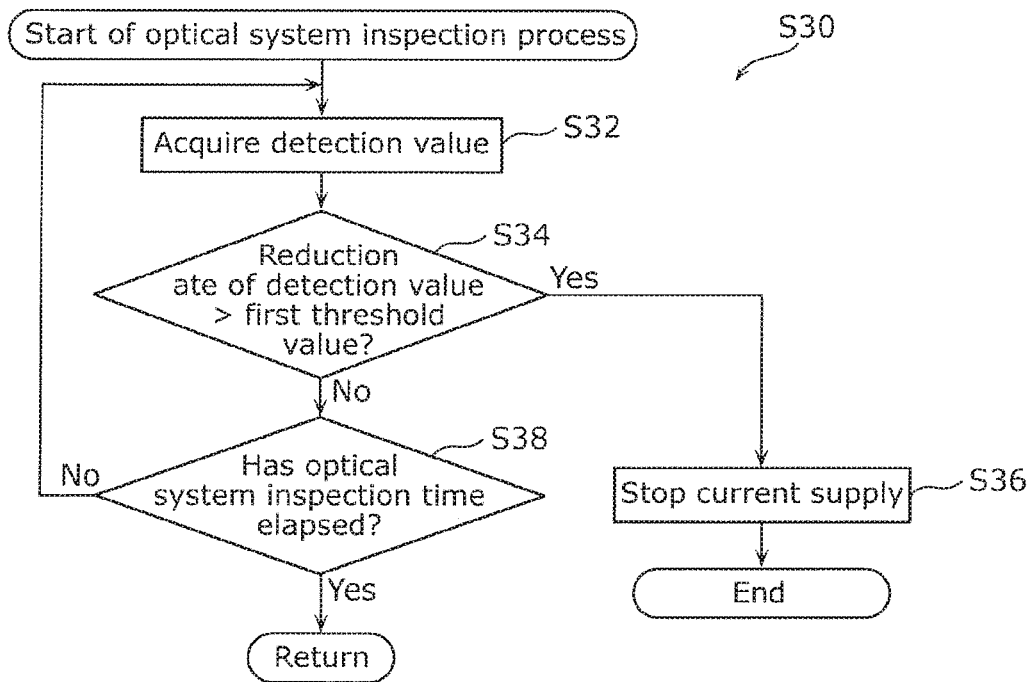 Start of optical system inspection process
S30
Acquire detection value
S32
S34
Reduction
ate of detection value
> first threshold
value?
Yes
No
S38
Has optical
system inspection time
elapsed?
No
Stop current supply
S36
Yes
End
Return